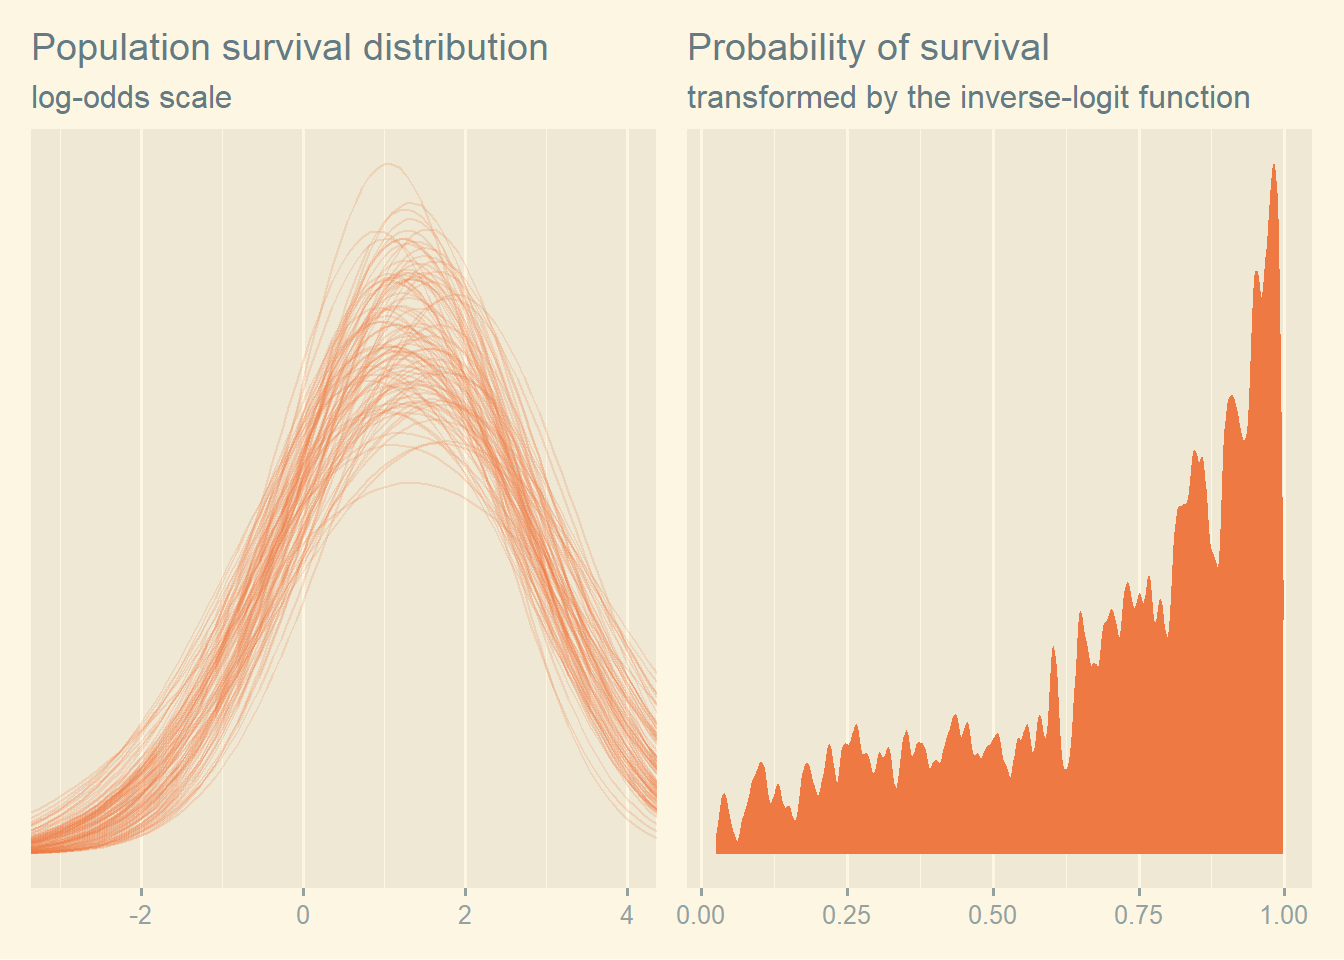 Population survival distribution
log-odds scale
-2 0 2 4
Probability of survival
transformed by the inverse-logit function
0.00 0.25 0.50 0.75 1.00